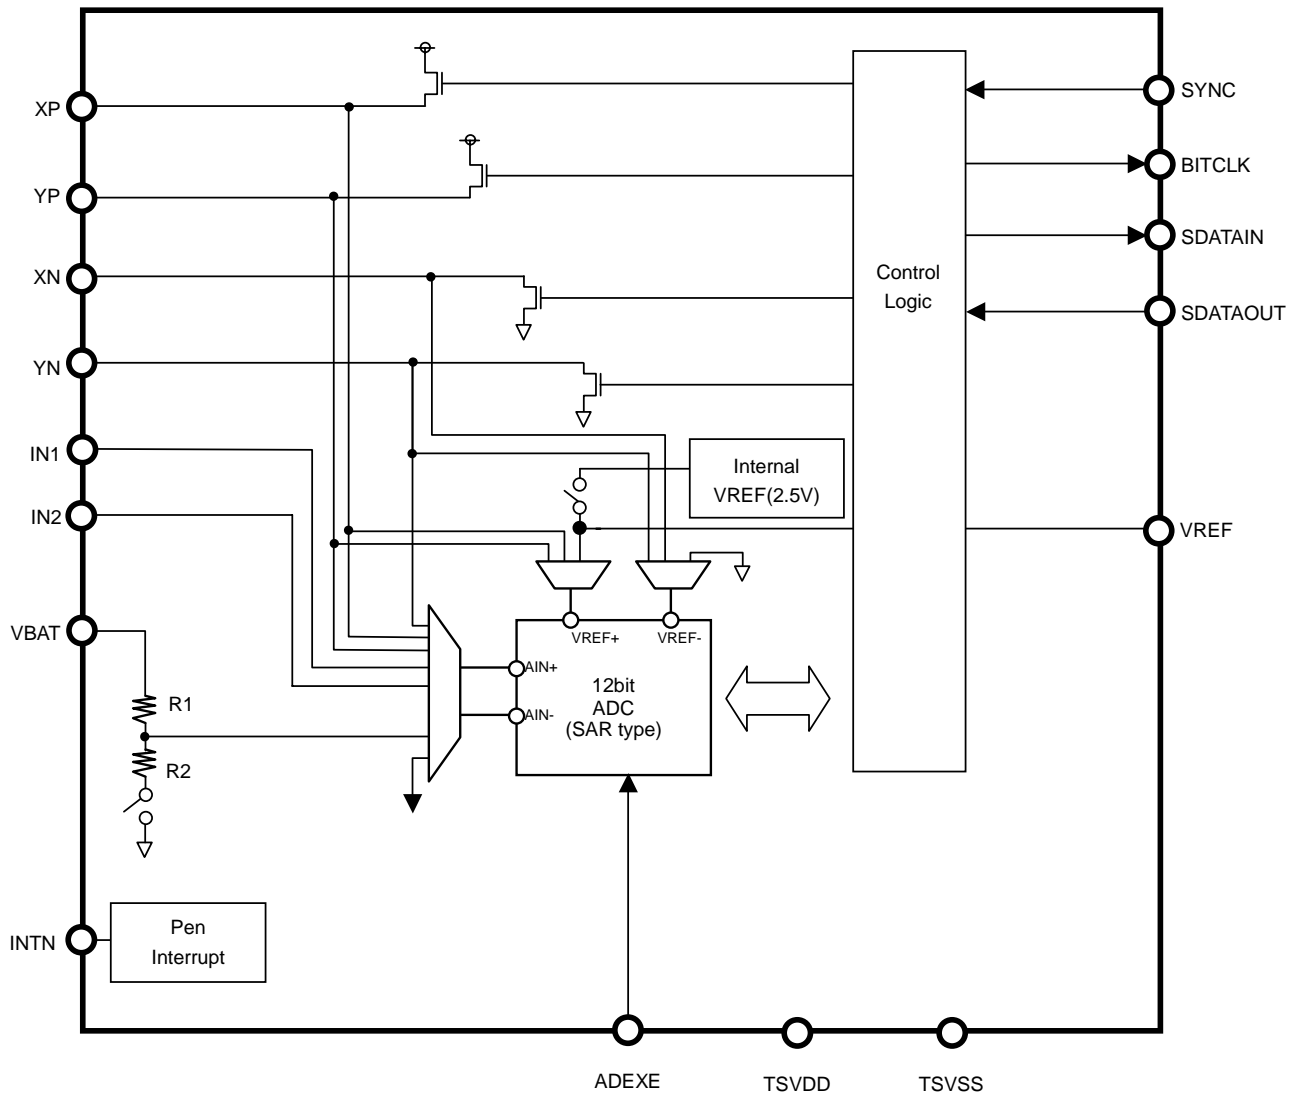 XP
SYNC
YP
BITCLK
SDATAIN
XN
Control
Logic
SDATAOUT
YN
IN1
Internal
VREF(2.5V)
IN2
VREF
VBAT
VREF+
VREF-
AIN+
12bit
ADC
(SAR type)
AIN-
R1
R2
Pen
Interrupt
INTN
ADEXE
TSVDD
TSVSS